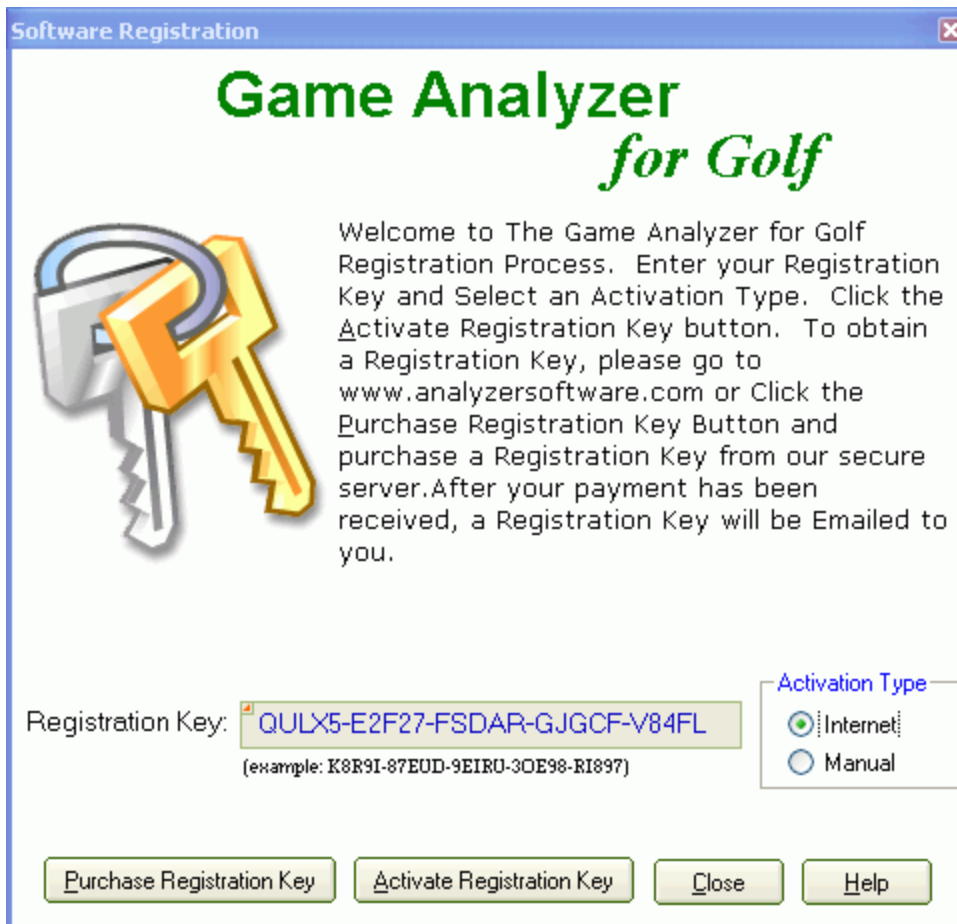 Software Registration
Game Analyzer
for Golf
Welcome to The Game Analyzer for Golf
Registration Process.  Enter your Registration
Key and Select an Activation Type.  Click the
Activate Registration Key button.  To obtain
a Registration Key, please go to
www.analyzersoftware.com or Click the
Purchase Registration Key Button and
purchase a Registration Key from our secure
server.After your payment has been
received, a Registration Key will be Emailed to
you.
Activation Type
Registration Key: QULX5-E2F27-FSDAR-GJGCF-V84FL
Internet
(example: K8R9I-87EUD-9EIRU-3OE98-RI897)
Manual
Purchase Registration Key Activate Registration Key Close Help